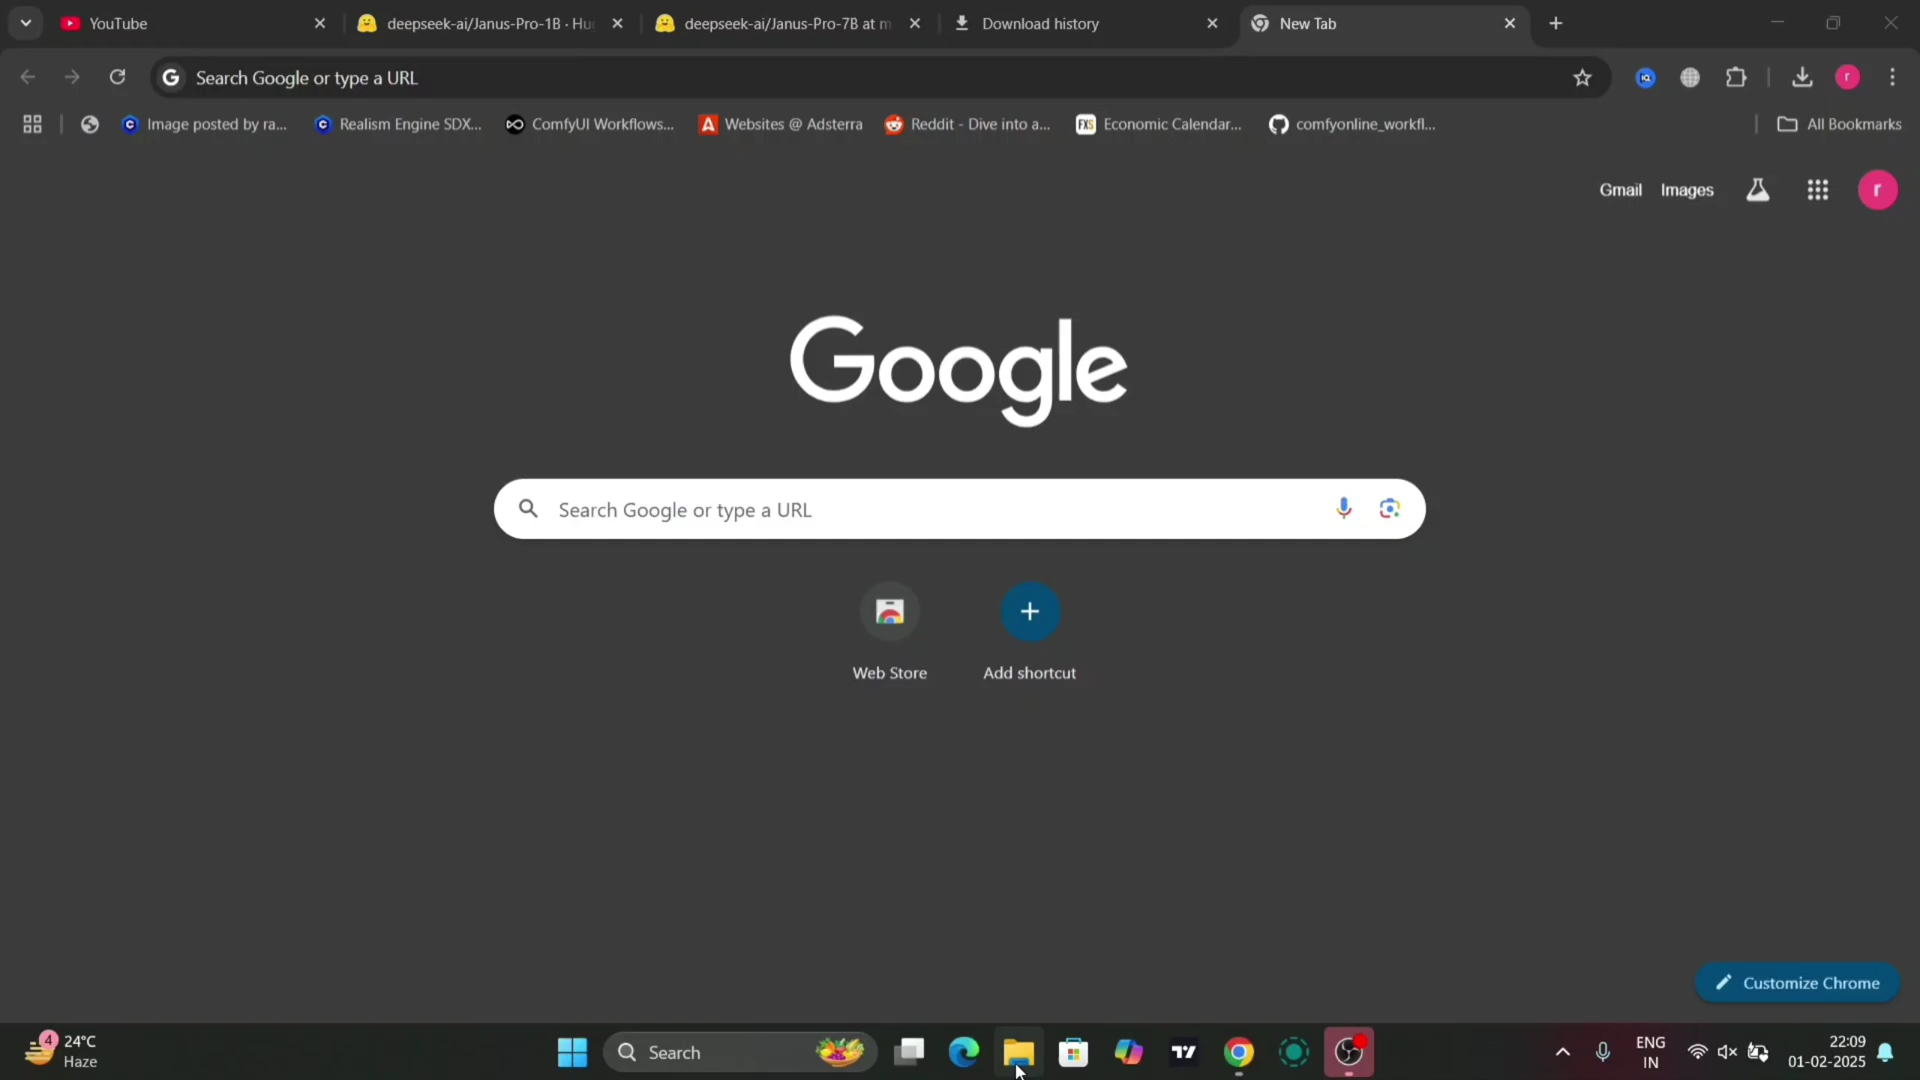 YouTube
deepseek-ai/Janus-Pro-1B · Hu
deepseek-ai/Janus-Pro-7B at m
Download history
New Tab
Search Google or type a URL
Image posted by ra...
Realism Engine SDX...
ComfyUI Workflows...
Websites @ Adsterra
Reddit - Dive into a...
Economic Calendar...
comfyonline_workfl...
All Bookmarks
Gmail
Images
r
r
Google
Search Google or type a URL
Web Store
Add shortcut
Customize Chrome
4
24°C
Haze
Search
ENG
IN
22:09
01-02-2025